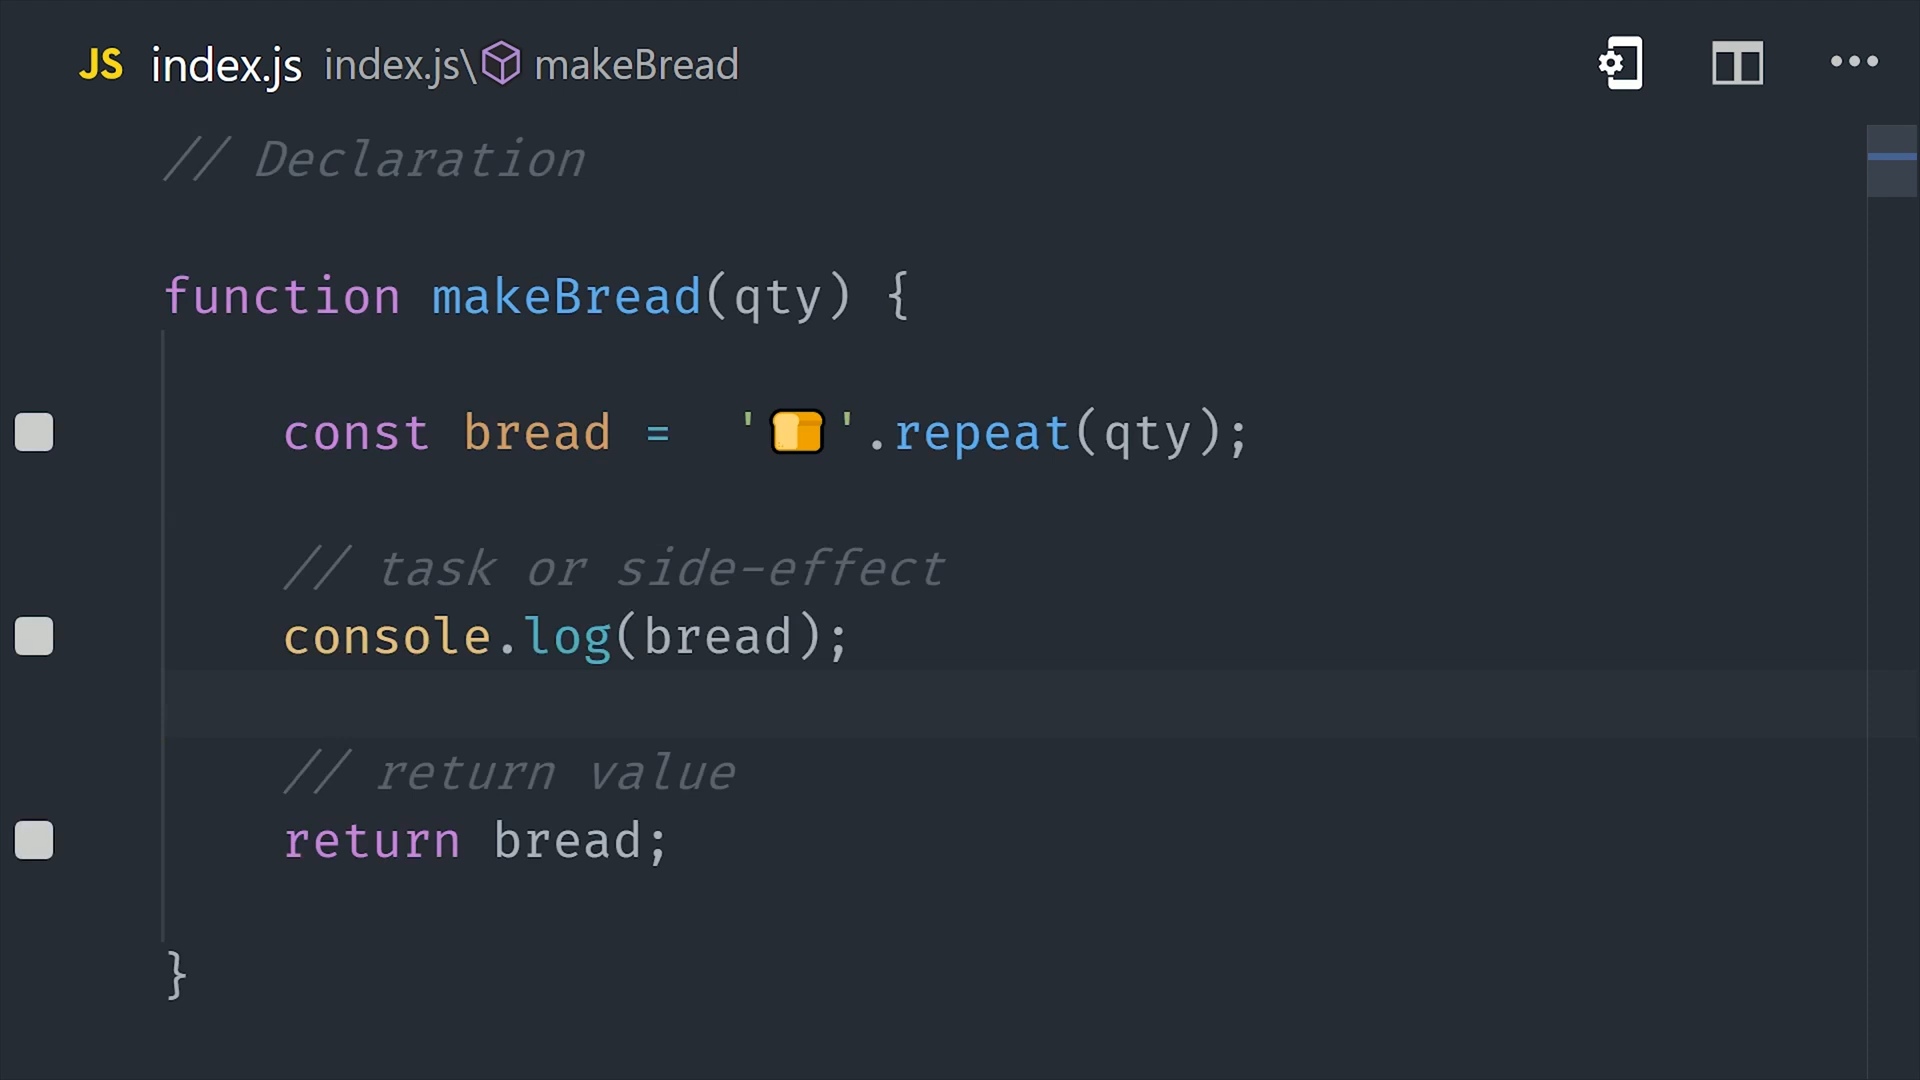 JS index.js index.js\ makeBread
// Declaration
function makeBread(qty) {
const bread =  '🍞'.repeat(qty);
// task or side-effect
console.log(bread);
// return value
return bread;
}